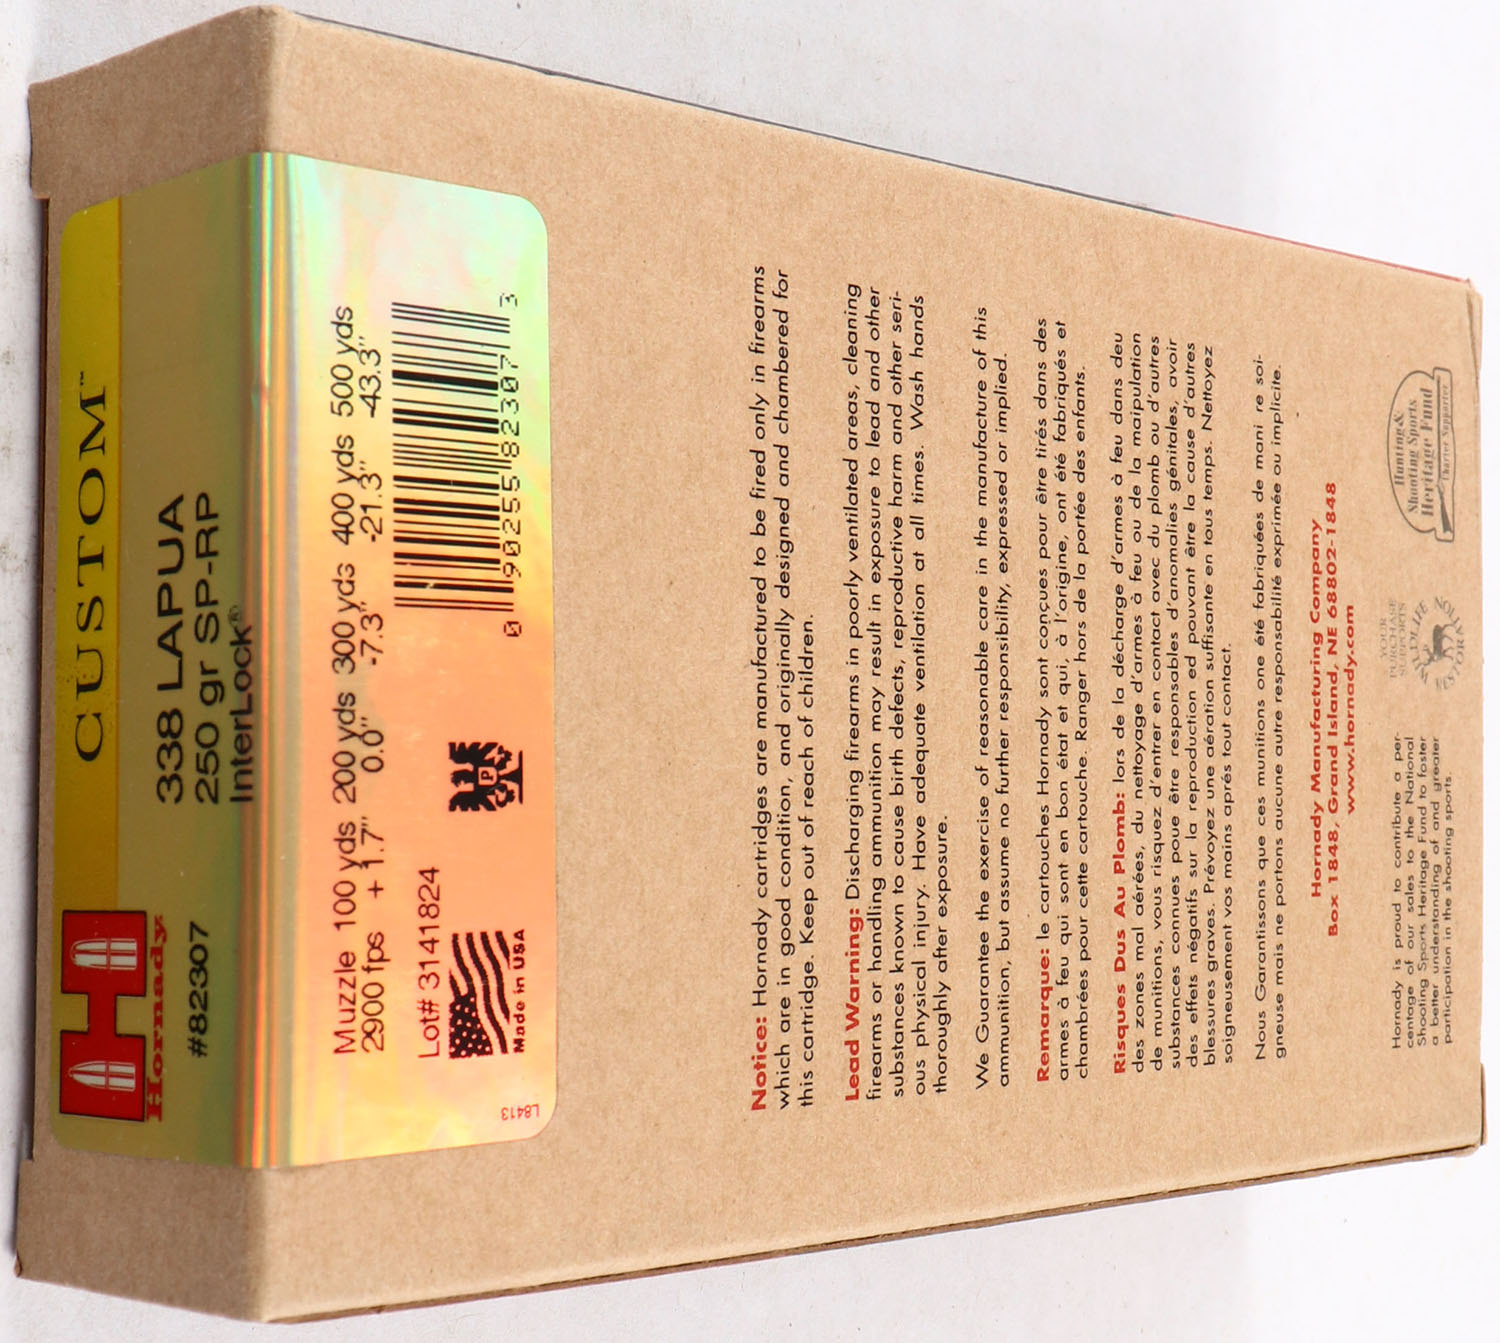 CUSTOM™
Hornady
#82307
338 LAPUA
250 gr SP-RP
InterLock®
Muzzle 100 yds 200 yds 300 yds 400 yds 500 yds
2900 fps +1.7" 0.0" -7.3" -21.3" -43.3"
Lot# 3141824
Made in USA
P
0 90255 82307 3
L8413
Notice: Hornady cartridges are manufactured to be fired only in firearms
which are in good condition, and originally designed and chambered for
this cartridge. Keep out of reach of children.
Lead Warning: Discharging firearms in poorly ventilated areas, cleaning
firearms or handling ammunition may result in exposure to lead and other
substances known to cause birth defects, reproductive harm and other seri-
ous physical injury. Have adequate ventilation at all times. Wash hands
thoroughly after exposure.
We Guarantee the exercise of reasonable care in the manufacture of this
ammunition, but assume no further responsibility, expressed or implied.
Remarque: le cartouches Hornady sont conçues pour être tirés dans des
armes à feu qui sont en bon état et qui, à l'origine, ont été fabriqués et
chambrées pour cette cartouche. Ranger hors de la portée des enfants.
Risques Dus Au Plomb: lors de la décharge d'armes à feu dans deu
des zones mal aérées, du nettoyage d'armes à feu ou de la maipulation
de munitions, vous risquez d'entrer en contact avec du plomb ou d'autres
substances connues poue être responsables d'anomalies génitales, avoir
des effets négatifs sur la reproduction ed pouvant être la cause d'autres
blessures graves. Prévoyez une aération suffisante en tous temps. Nettoyez
soigneusement vos mains aprés tout contact.
Nous Garantissons que ces munitions one été fabriquées de mani re soi-
gneuse mais ne portons aucune autre responsabilité exprimée ou implicite.
Hornady Manufacturing Company
Box 1848, Grand Island, NE 68802-1848
www.hornady.com
Hornady is proud to contribute a per-
centage of our sales to the National
Shooting Sports Heritage Fund to foster
a better understanding of and greater
participation in the shooting sports.
YOUR
PURCHASE
SUPPORTS
WILDLIFE
RESTORATION
Hunting &
Shooting Sports
Heritage Fund
Charter Supporter